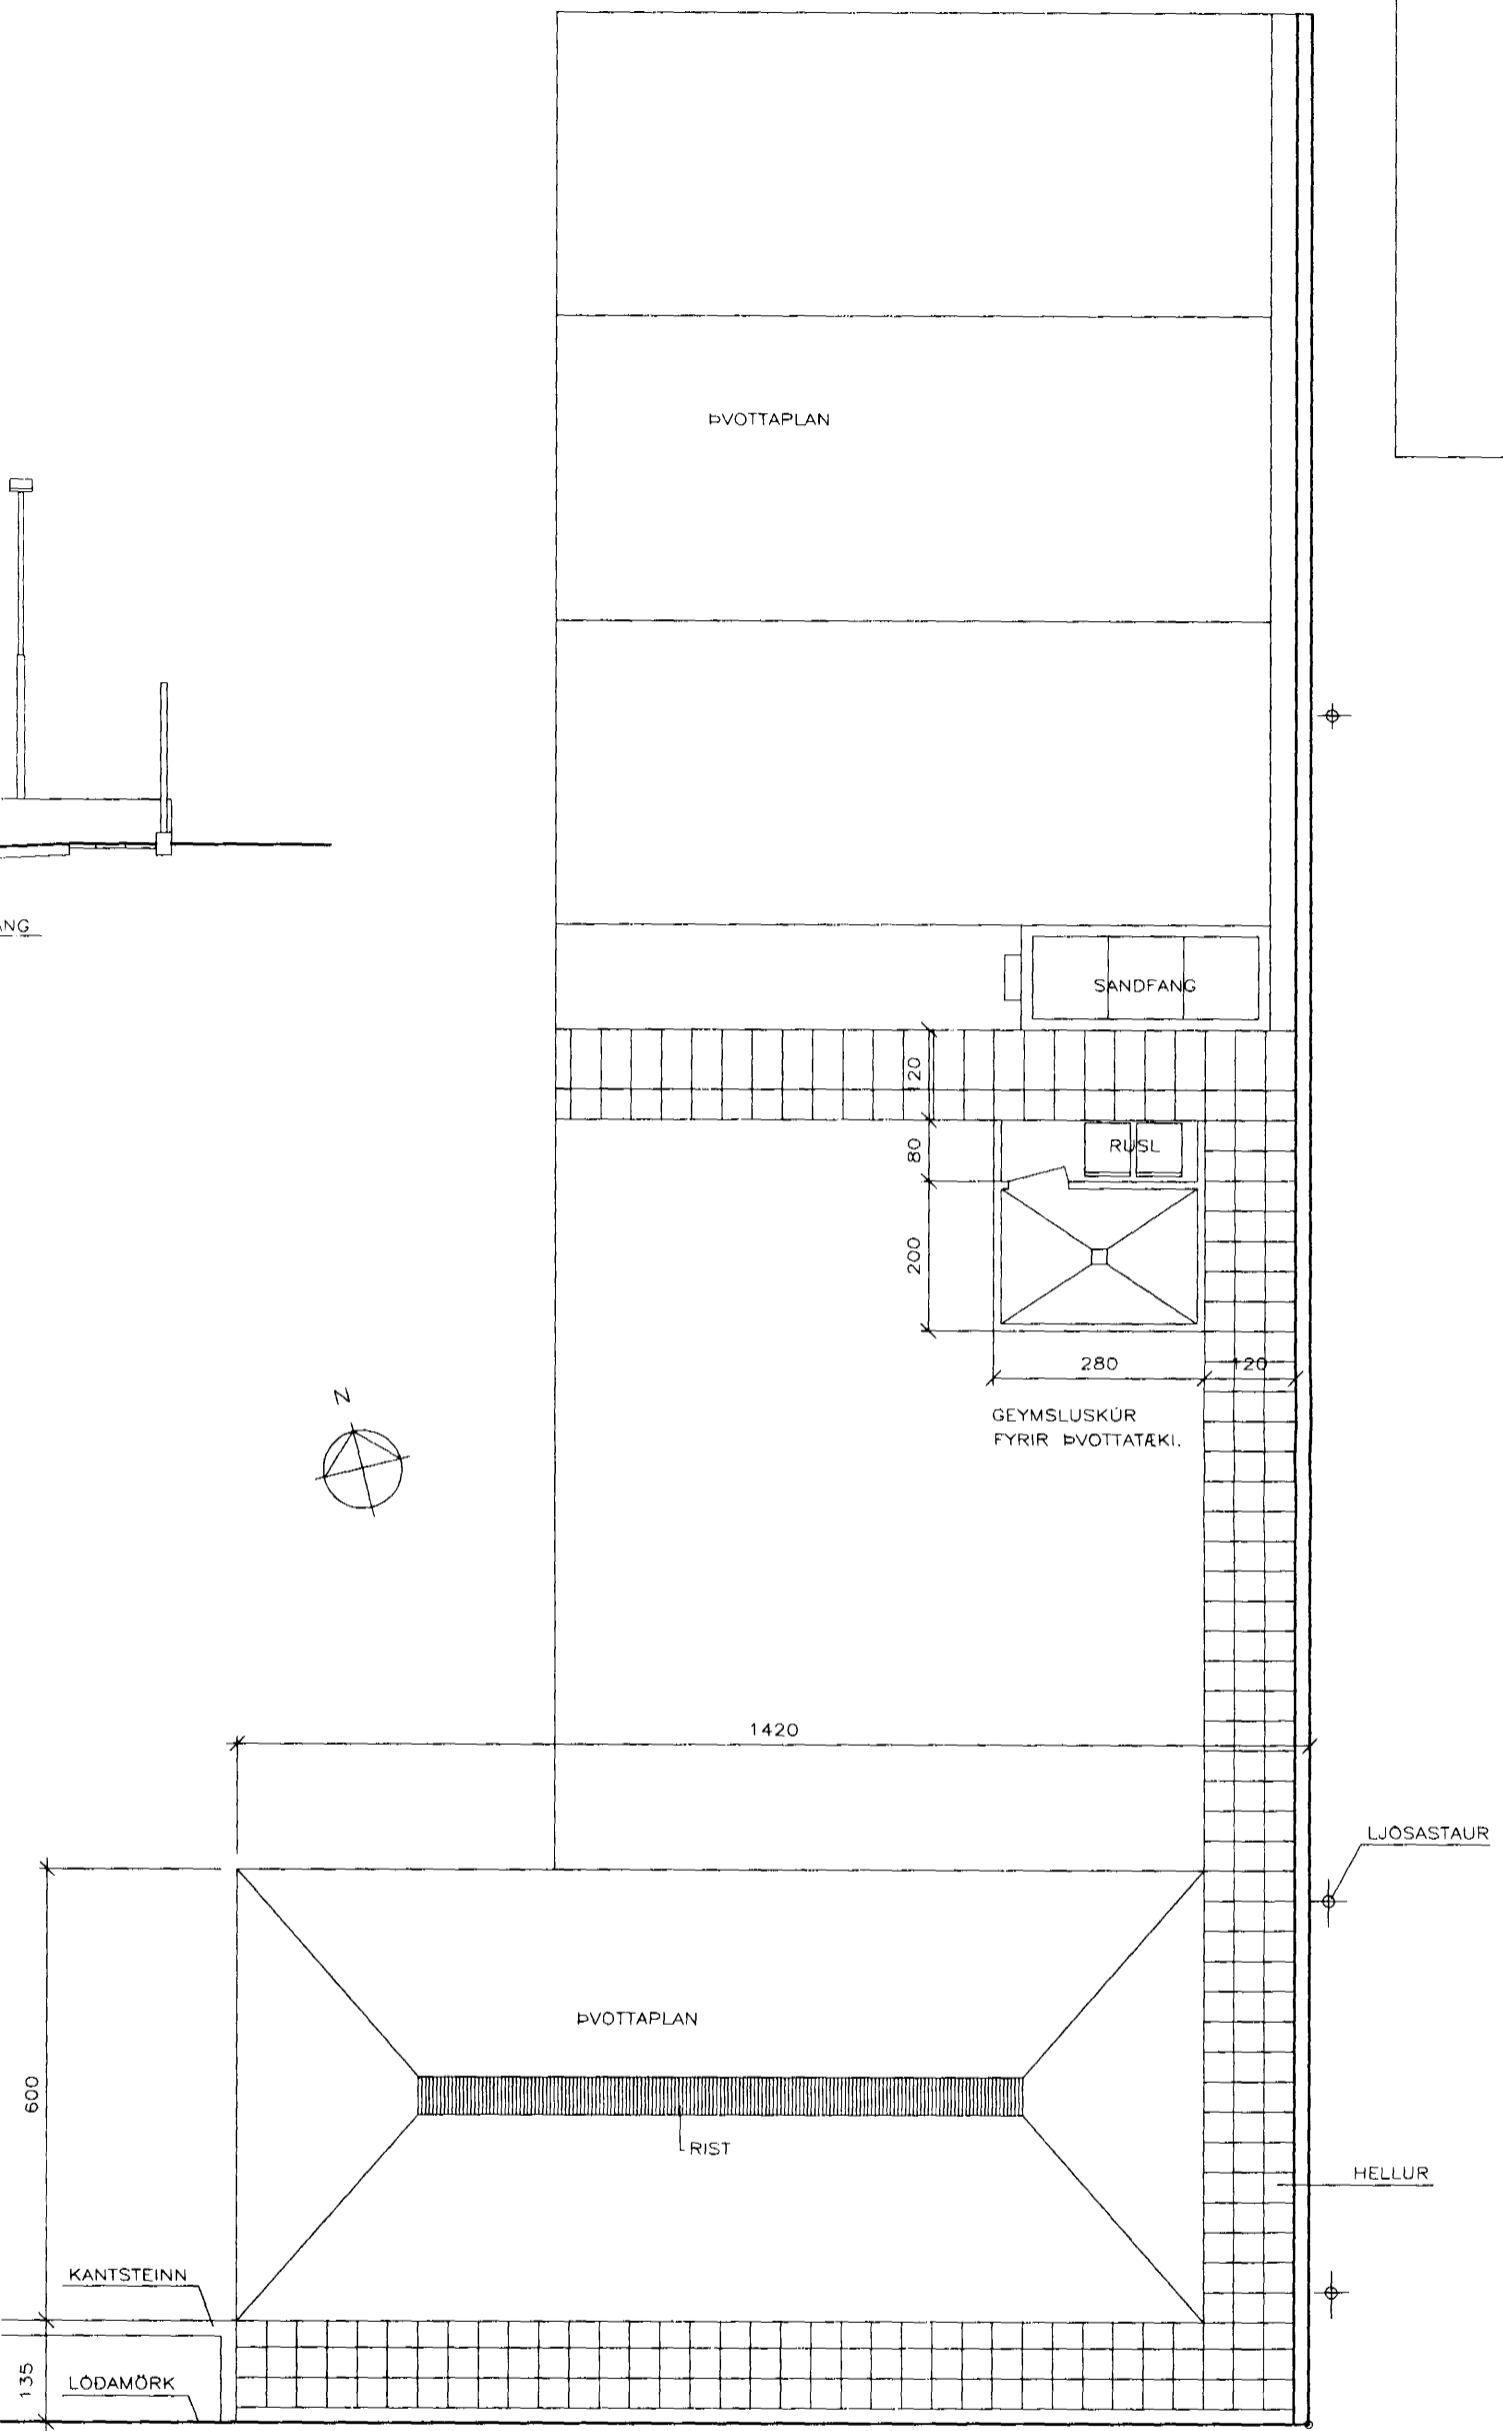 ÞVOTTAPLAN
SANDFANG
120
80
RUSL
200
280
120
GEYMSLUSKÚR
FYRIR ÞVOTTATÆKI.
N
1420
LJÓSASTAUR
ÞVOTTAPLAN
600
RIST
HELLUR
KANTSTEINN
135
LÓÐAMÖRK